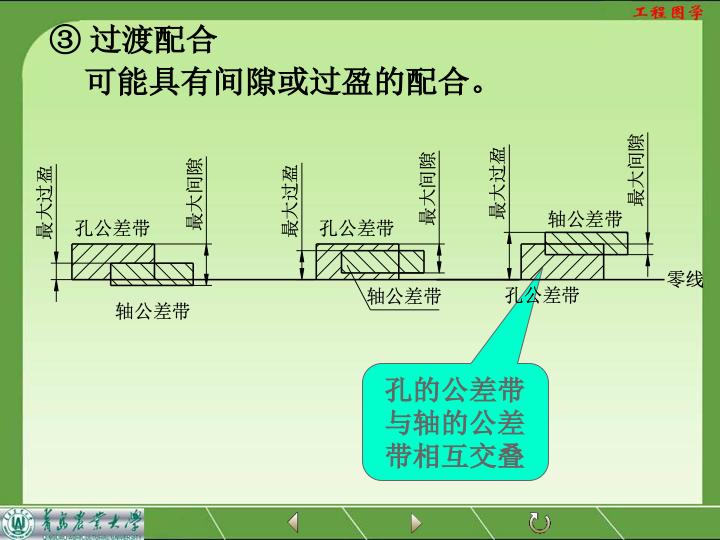 工程图学
③ 过渡配合
可能具有间隙或过盈的配合。
最大过盈
孔公差带
最大间隙
轴公差带
最大过盈
孔公差带
最大间隙
轴公差带
最大过盈
轴公差带
最大间隙
孔公差带
零线
孔的公差带
与轴的公差
带相互交叠
青岛农业大学